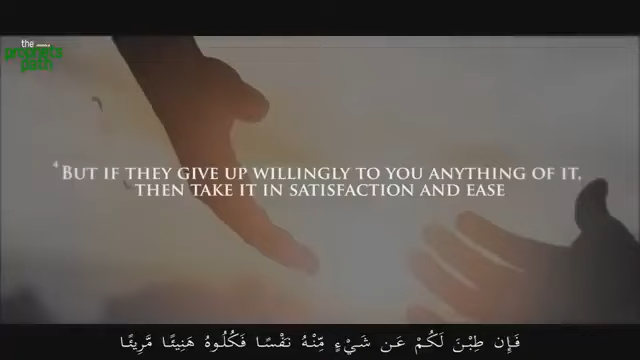 the
prophets
path
4 BUT IF THEY GIVE UP WILLINGLY TO YOU ANYTHING OF IT,
THEN TAKE IT IN SATISFACTION AND EASE
فَإِن طِبْنَ لَكُمْ عَن شَيْءٍ مِّنْهُ نَفْسًا فَكُلُوهُ هَنِيئًا مَّرِيئًا